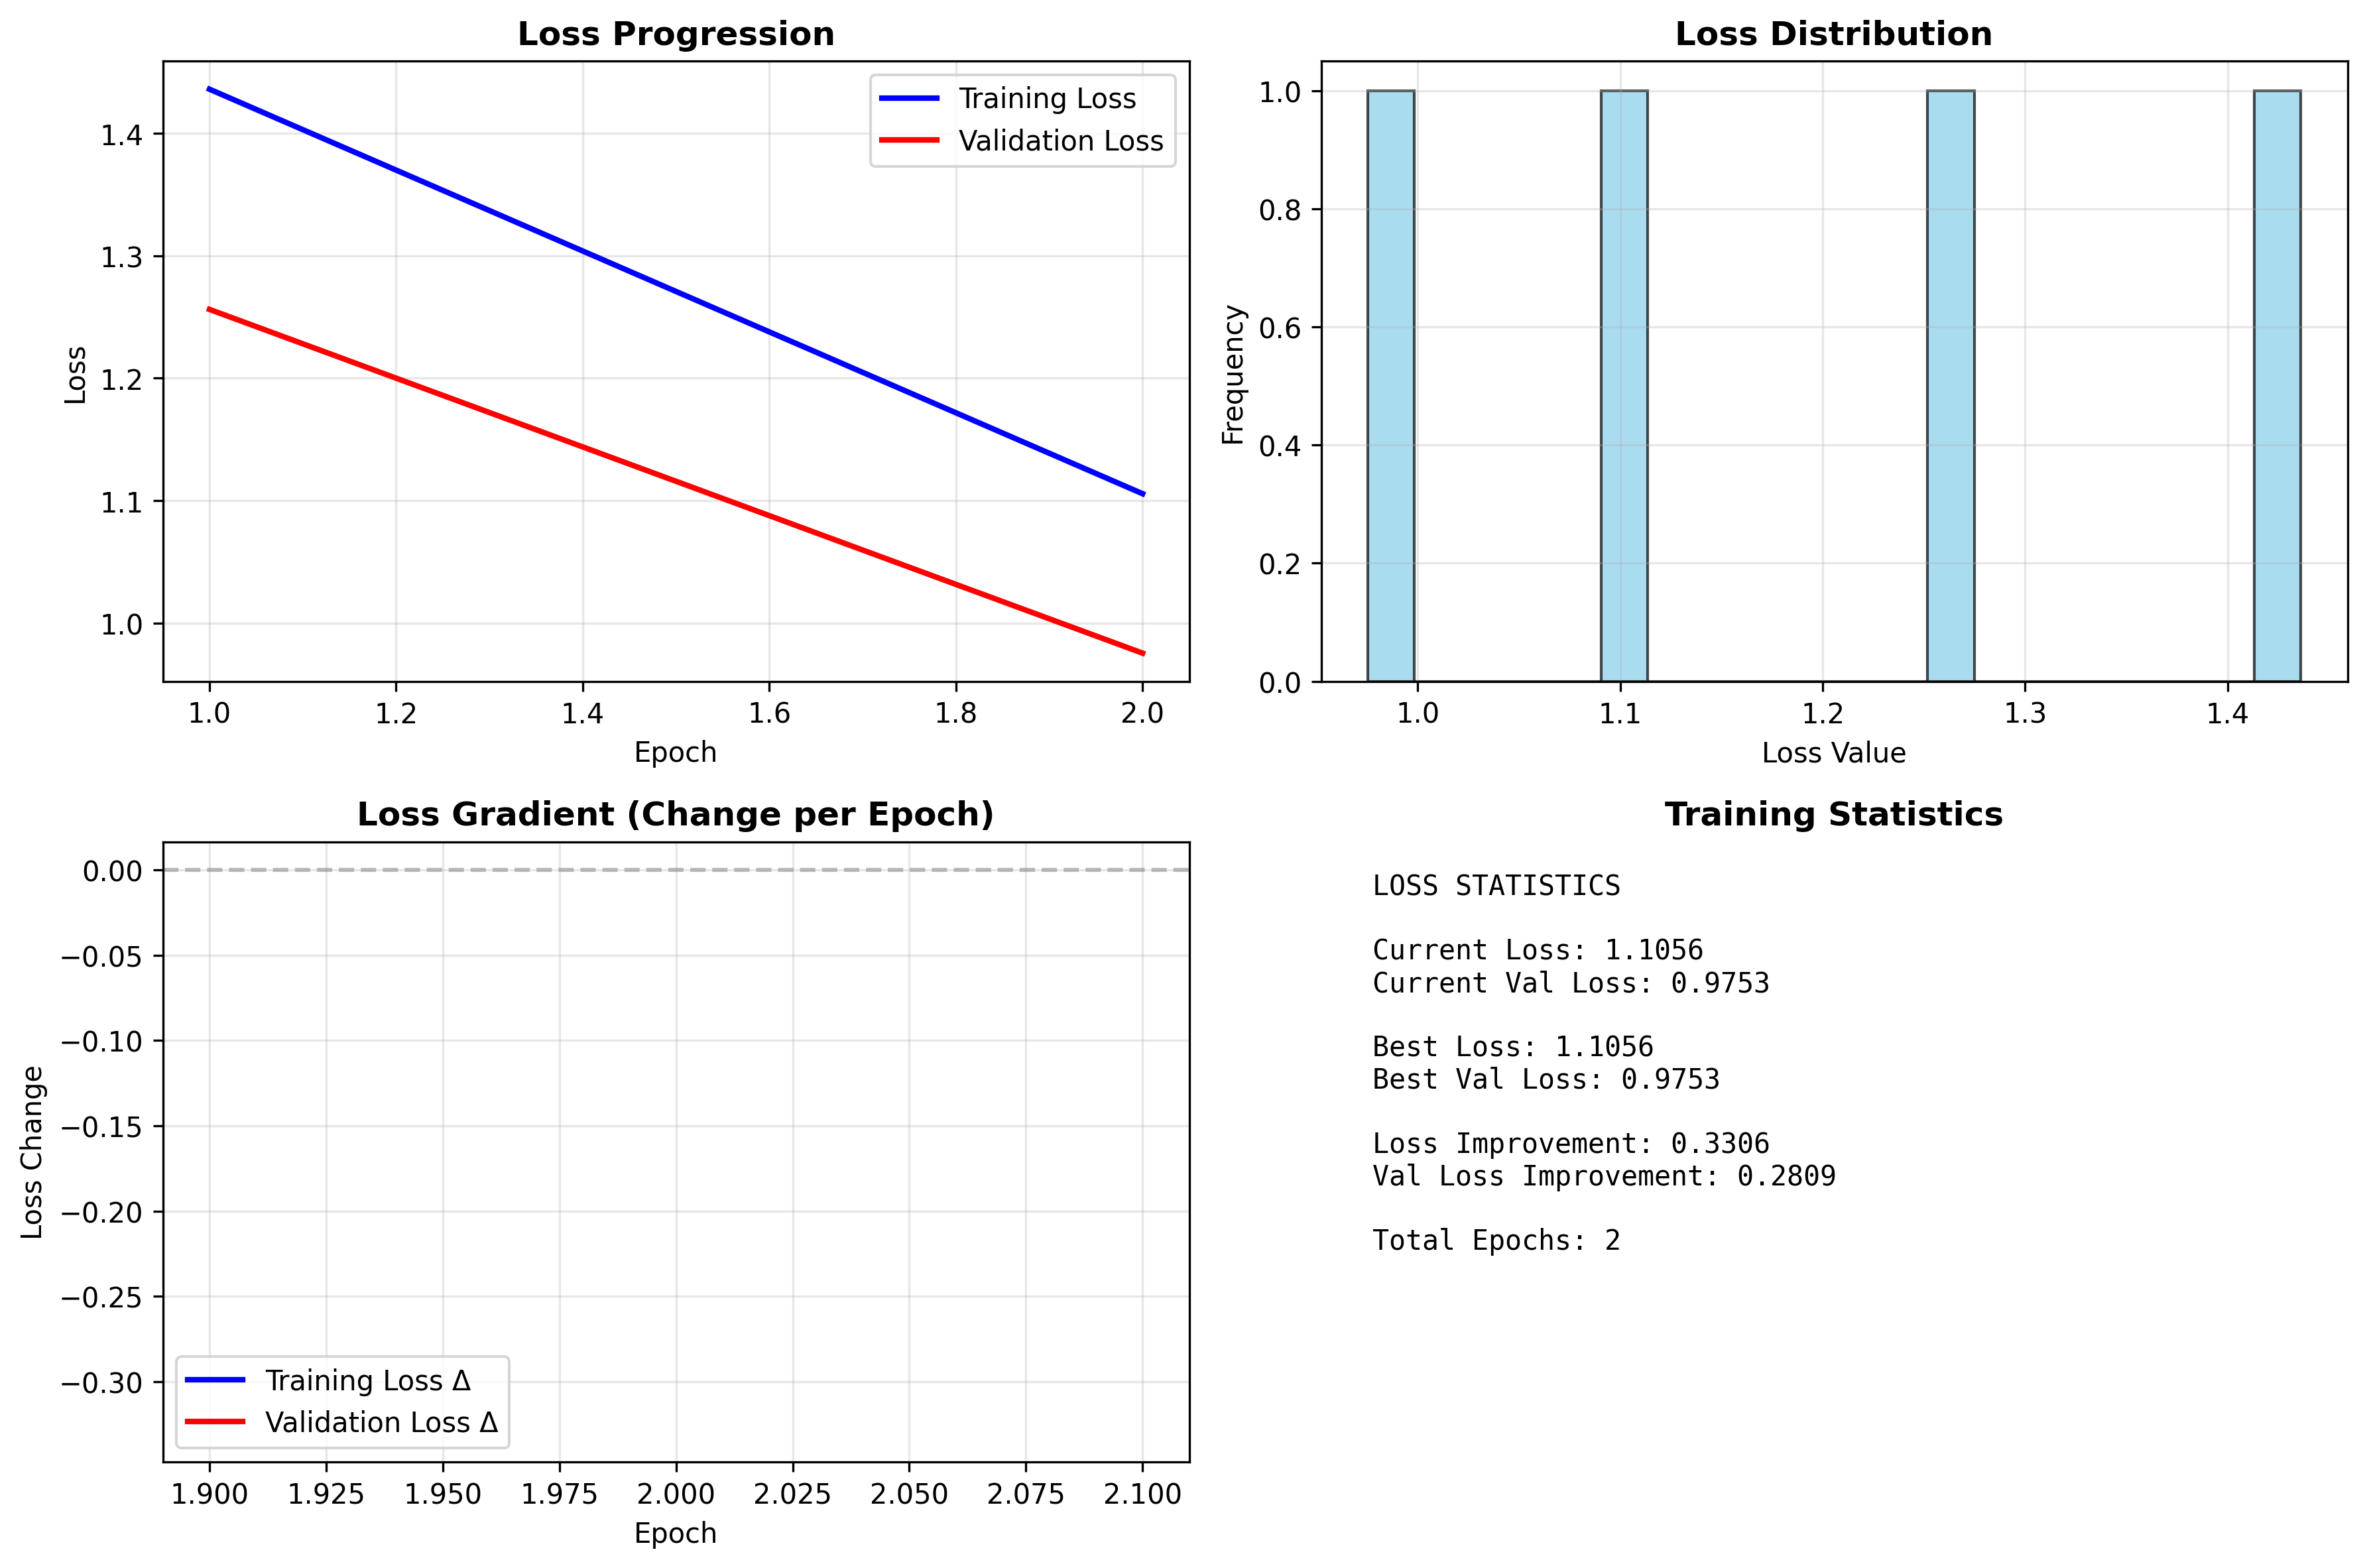 Loss Progression
Training Loss
Validation Loss
1.4
1.3
1.2
1.1
1.0
Loss
1.0 1.2 1.4 1.6 1.8 2.0
Epoch
Loss Distribution
1.0
0.8
0.6
0.4
0.2
0.0
Frequency
1.0 1.1 1.2 1.3 1.4
Loss Value
Loss Gradient (Change per Epoch)
0.00
−0.05
−0.10
−0.15
−0.20
−0.25
−0.30
Loss Change
Training Loss Δ
Validation Loss Δ
1.900 1.925 1.950 1.975 2.000 2.025 2.050 2.075 2.100
Epoch
Training Statistics
LOSS STATISTICS
Current Loss: 1.1056
Current Val Loss: 0.9753
Best Loss: 1.1056
Best Val Loss: 0.9753
Loss Improvement: 0.3306
Val Loss Improvement: 0.2809
Total Epochs: 2